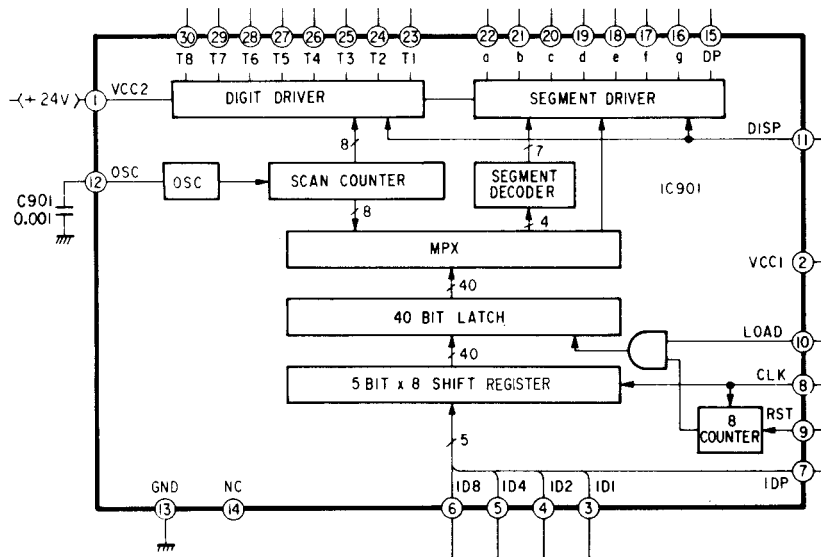 30 29 28 27 26 25 24 23 22 21 20 19 18 17 16 15
T8 T7 T6 T5 T4 T3 T2 T1 a b c d e f g DP
(+24V) 1 VCC2 DIGIT DRIVER SEGMENT DRIVER
DISP 11
8 7
12 OSC OSC SCAN COUNTER SEGMENT DECODER IC901
C901
0.001
8 4
MPX VCC1 2
40
40 BIT LATCH LOAD 10
40
5 BIT x 8 SHIFT REGISTER CLK 8
8 COUNTER RST 9
5
7
IDP
GND NC ID8 ID4 ID2 ID1
13 14 6 5 4 3